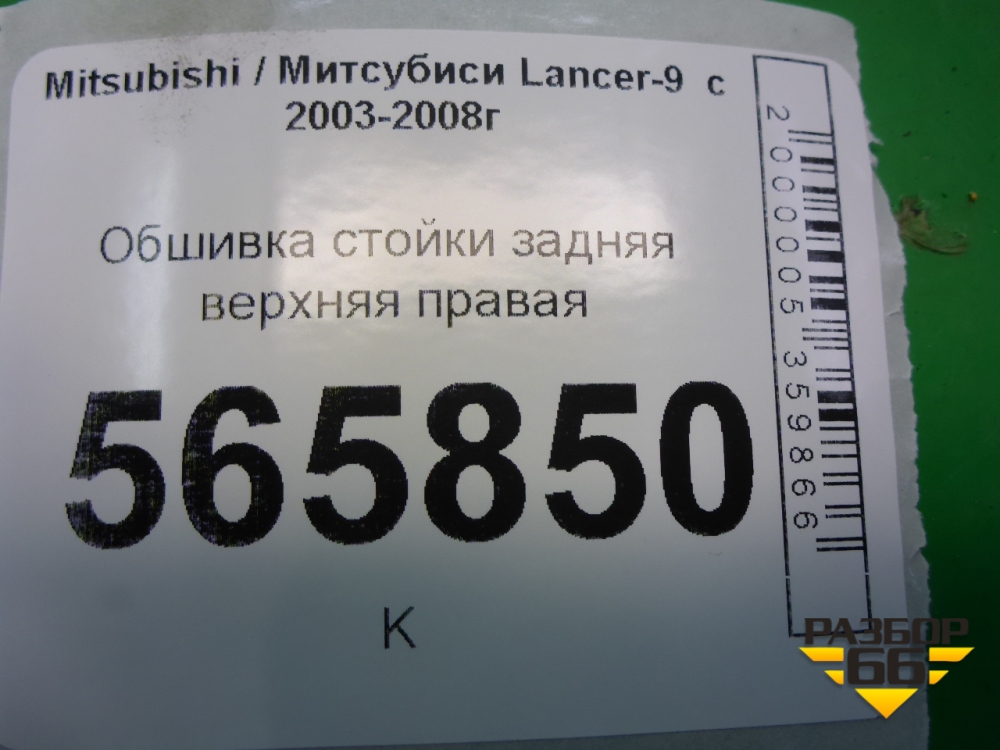 Mitsubishi / Митсубиси Lancer-9 с
2003-2008г
Обшивка стойки задняя
верхняя правая
565850
К
2000005359866
РАЗБОР
66